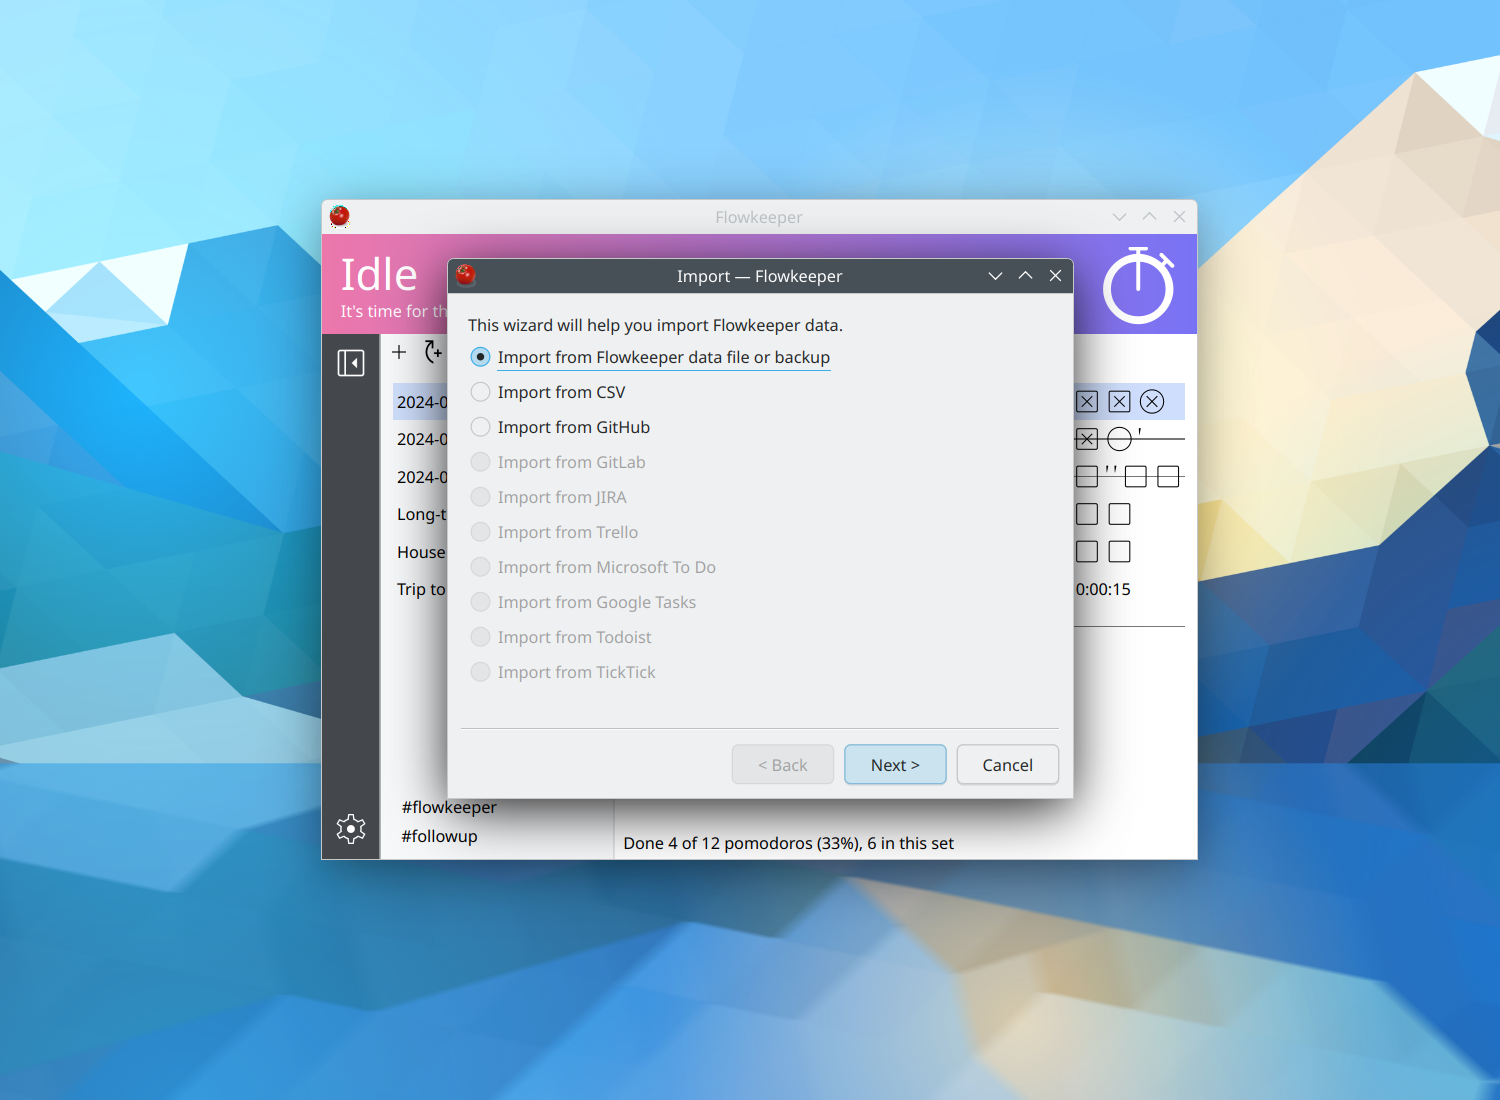 Flowkeeper
Idle
It's time for th
Import — Flowkeeper
This wizard will help you import Flowkeeper data.
Import from Flowkeeper data file or backup
Import from CSV
Import from GitHub
Import from GitLab
Import from JIRA
Import from Trello
Import from Microsoft To Do
Import from Google Tasks
Import from Todoist
Import from TickTick
< Back
Next >
Cancel
2024-0
2024-0
2024-0
Long-t
House
Trip to
0:00:15
#flowkeeper
#followup
Done 4 of 12 pomodoros (33%), 6 in this set